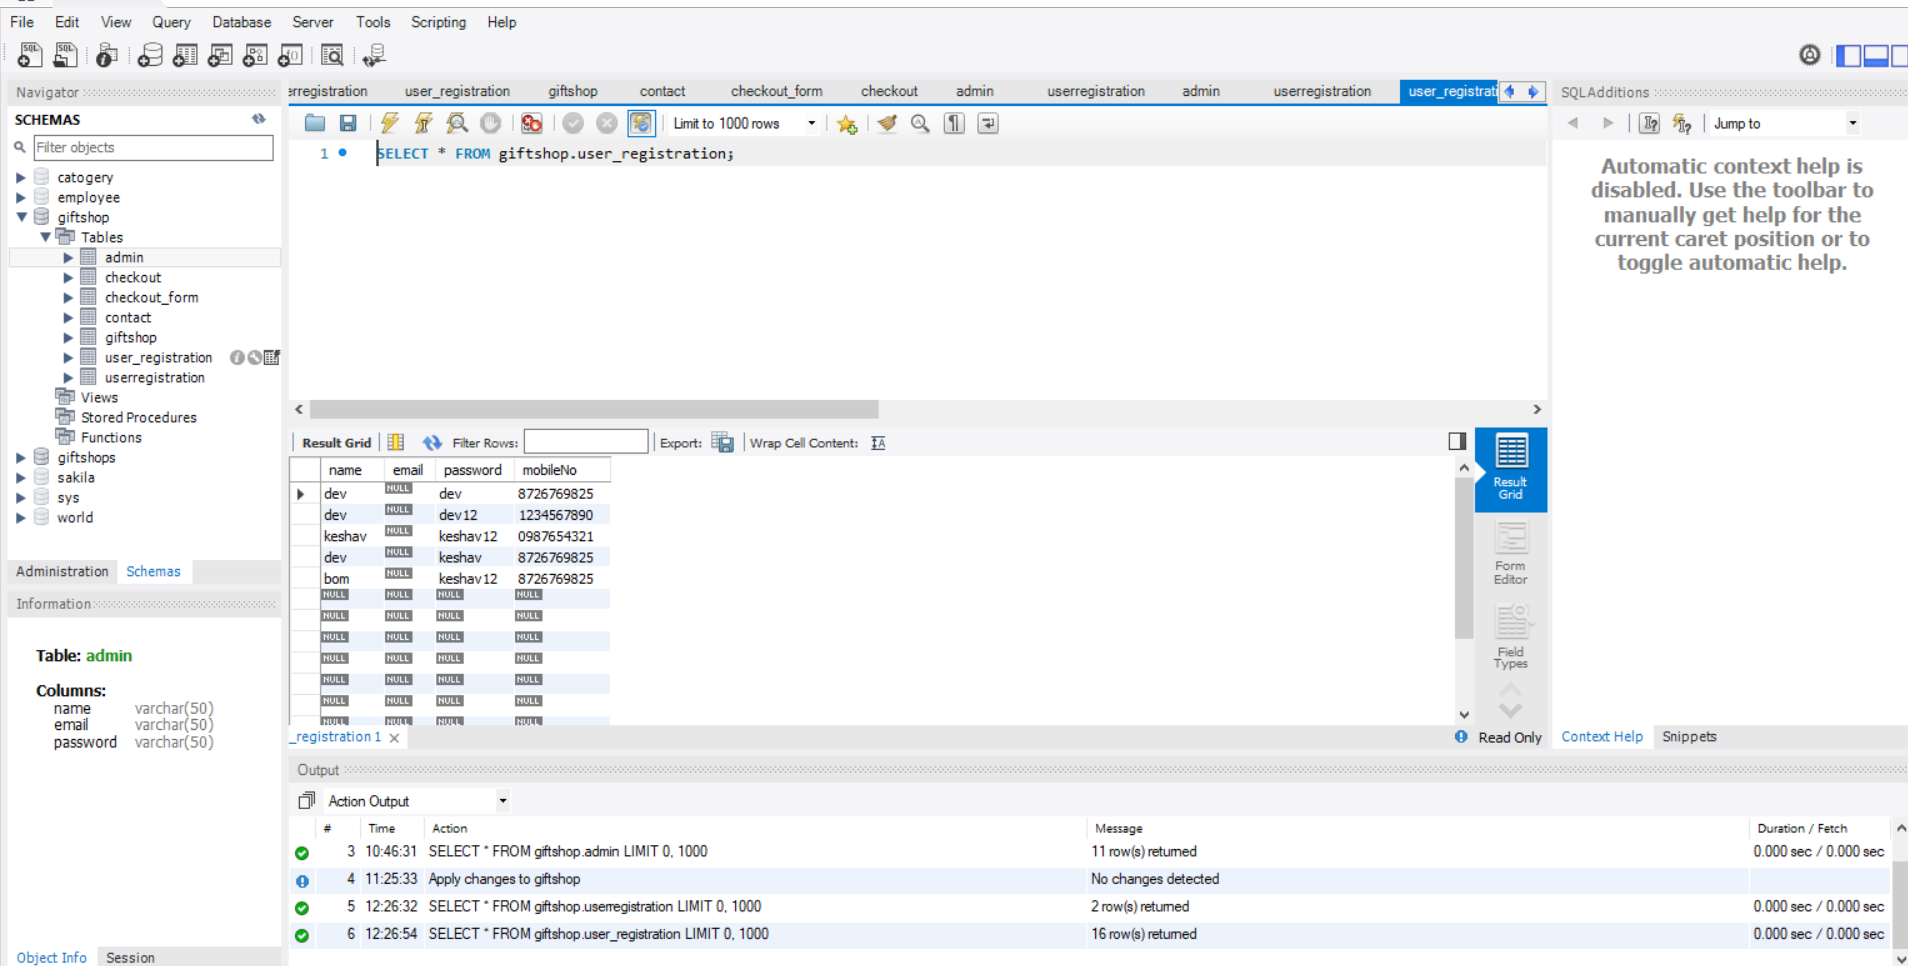 File Edit View Query Database Server Tools Scripting Help
Navigator
SCHEMAS
Filter objects
catogery
employee
giftshop
Tables
admin
checkout
checkout_form
contact
giftshop
user_registration
userregistration
Views
Stored Procedures
Functions
giftshops
sakila
sys
world
Administration Schemas
Information
Table: admin
Columns:
name varchar(50)
email varchar(50)
password varchar(50)
Object Info Session
erregistration user_registration giftshop contact checkout_form checkout admin userregistration admin userregistration user_registrati
Limit to 1000 rows
1 SELECT * FROM giftshop.user_registration;
Result Grid Filter Rows: Export: Wrap Cell Content:
name email password mobileNo
dev NULL dev 8726769825
dev NULL dev12 1234567890
keshav NULL keshav12 0987654321
dev NULL keshav 8726769825
bom NULL keshav12 8726769825
NULL NULL NULL NULL
NULL NULL NULL NULL
NULL NULL NULL NULL
NULL NULL NULL NULL
NULL NULL NULL NULL
NULL NULL NULL NULL
NULL NULL NULL NULL
Result
Grid
Form
Editor
Field
Types
_registration 1 Read Only
SQLAdditions
Jump to
Automatic context help is
disabled. Use the toolbar to
manually get help for the
current caret position or to
toggle automatic help.
Context Help Snippets
Output
Action Output
# Time Action Message Duration / Fetch
3 10:46:31 SELECT * FROM giftshop.admin LIMIT 0, 1000 11 row(s) returned 0.000 sec / 0.000 sec
4 11:25:33 Apply changes to giftshop No changes detected
5 12:26:32 SELECT * FROM giftshop.userregistration LIMIT 0, 1000 2 row(s) returned 0.000 sec / 0.000 sec
6 12:26:54 SELECT * FROM giftshop.user_registration LIMIT 0, 1000 16 row(s) returned 0.000 sec / 0.000 sec